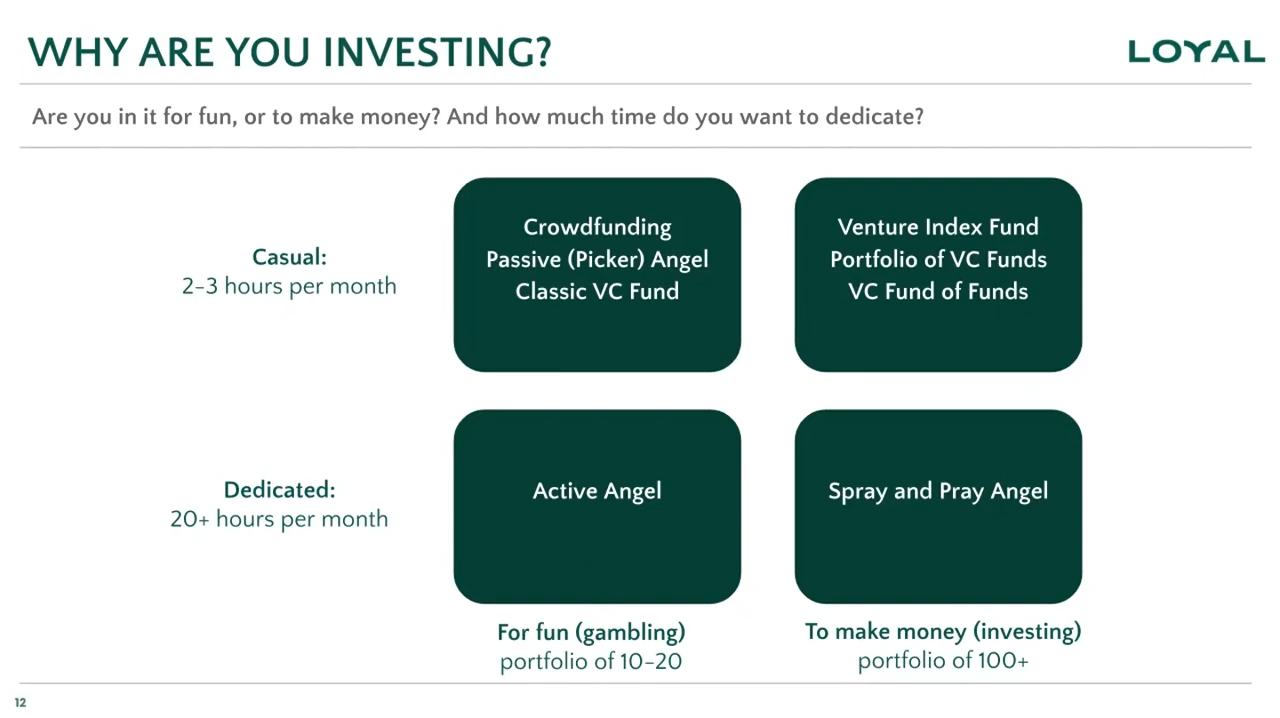 WHY ARE YOU INVESTING?
LOYAL
Are you in it for fun, or to make money? And how much time do you want to dedicate?
Casual:
2–3 hours per month
Crowdfunding
Passive (Picker) Angel
Classic VC Fund
Venture Index Fund
Portfolio of VC Funds
VC Fund of Funds
Dedicated:
20+ hours per month
Active Angel
Spray and Pray Angel
For fun (gambling)
portfolio of 10–20
To make money (investing)
portfolio of 100+
12